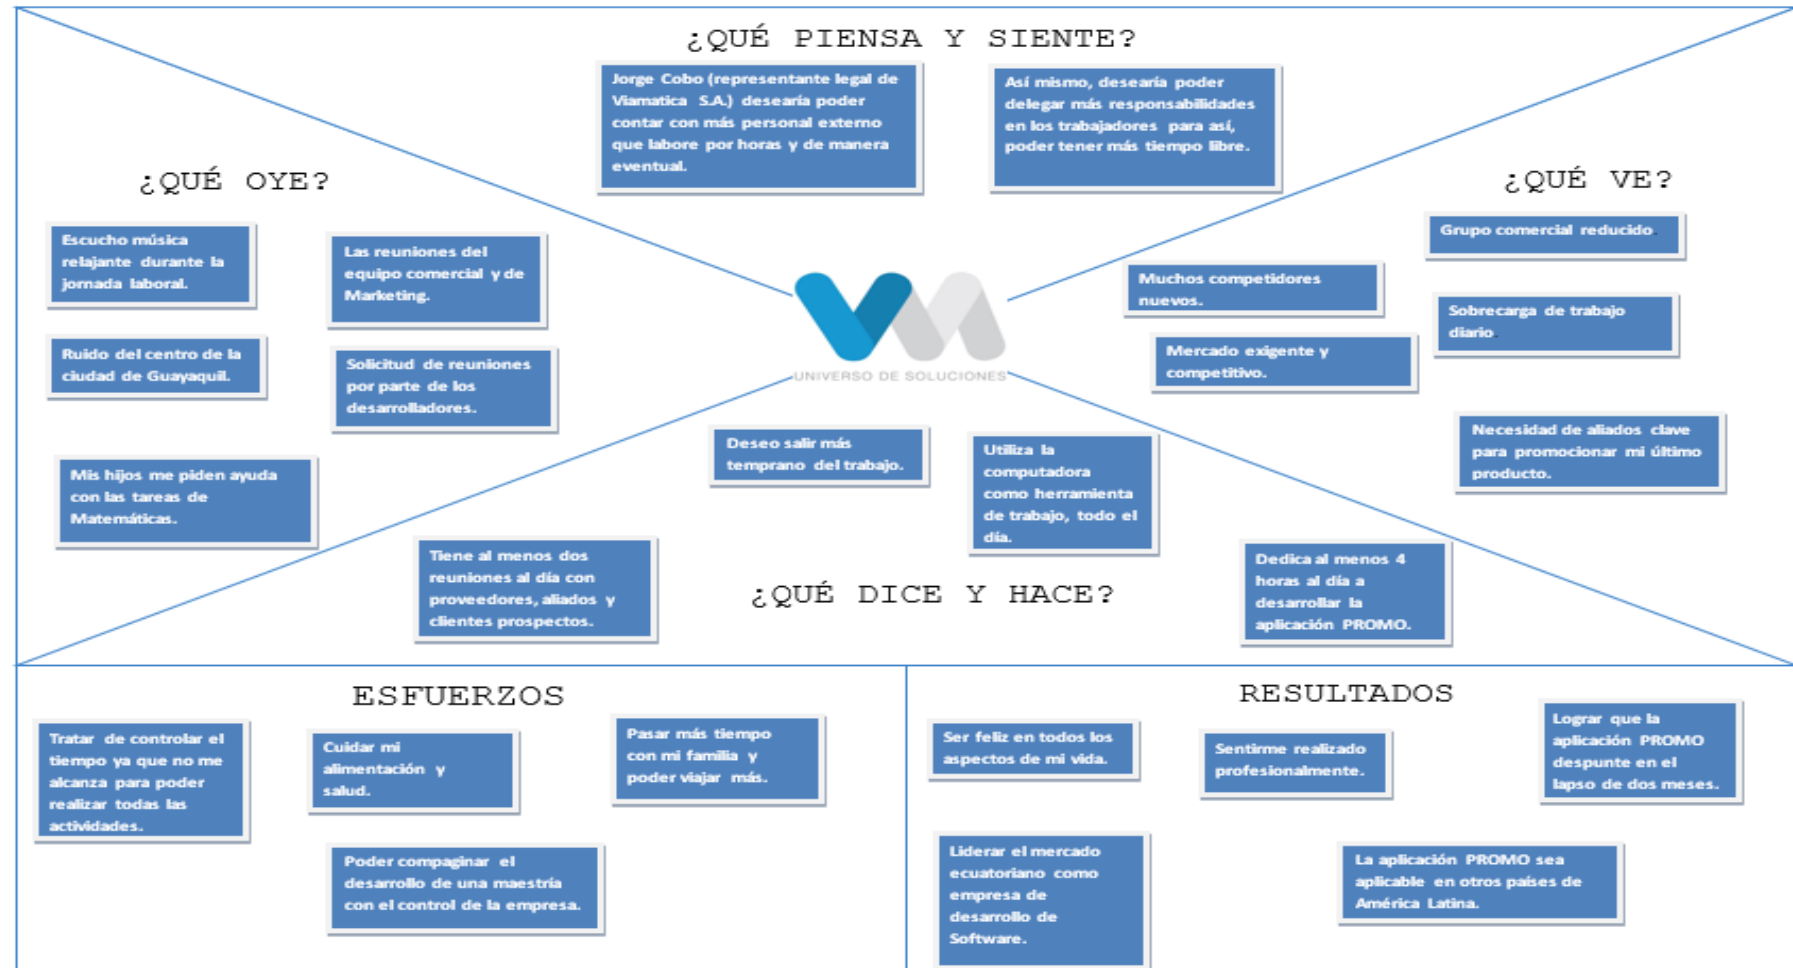 ¿QUÉ PIENSA Y SIENTE?
Jorge Cobo (representante legal de
Viamatica S.A.) desearía poder
contar con más personal externo
que labore por horas y de manera
eventual.
Así mismo, desearía poder
delegar más responsabilidades
en los trabajadores para así,
poder tener más tiempo libre.
¿QUÉ OYE?
Escucho música
relajante durante la
jornada laboral.
Las reuniones del
equipo comercial y de
Marketing.
Ruido del centro de la
ciudad de Guayaquil.
Solicitud de reuniones
por parte de los
desarrolladores.
Mis hijos me piden ayuda
con las tareas de
Matemáticas.
¿QUÉ VE?
Grupo comercial reducido.
Muchos competidores
nuevos.
Sobrecarga de trabajo
diario.
Mercado exigente y
competitivo.
Necesidad de aliados clave
para promocionar mi último
producto.
UNIVERSO DE SOLUCIONES
Deseo salir más
temprano del trabajo.
Utiliza la
computadora
como herramienta
de trabajo, todo el
día.
Tiene al menos dos
reuniones al día con
proveedores, aliados y
clientes prospectos.
¿QUÉ DICE Y HACE?
Dedica al menos 4
horas al día a
desarrollar la
aplicación PROMO.
ESFUERZOS
Tratar de controlar el
tiempo ya que no me
alcanza para poder
realizar todas las
actividades.
Cuidar mi
alimentación y
salud.
Pasar más tiempo
con mi familia y
poder viajar más.
Poder compaginar el
desarrollo de una maestría
con el control de la empresa.
RESULTADOS
Ser feliz en todos los
aspectos de mi vida.
Sentirme realizado
profesionalmente.
Lograr que la
aplicación PROMO
despunte en el
lapso de dos meses.
Liderar el mercado
ecuatoriano como
empresa de
desarrollo de
Software.
La aplicación PROMO sea
aplicable en otros países de
América Latina.